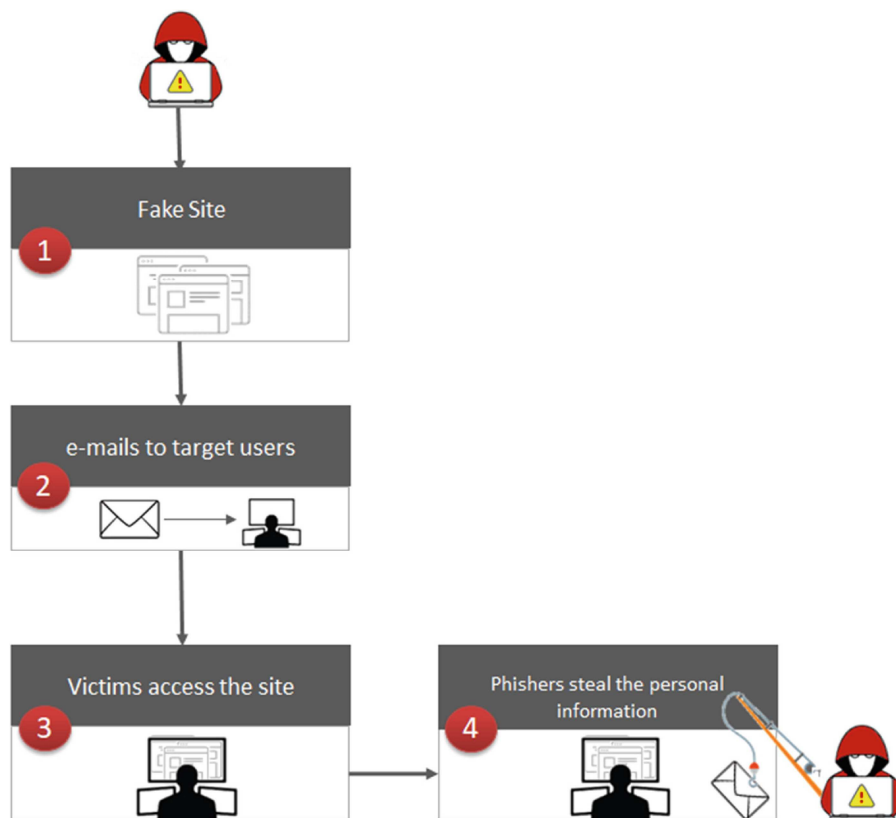 Fake Site
1
e-mails to target users
2
Victims access the site
3
Phishers steal the personal
information
4